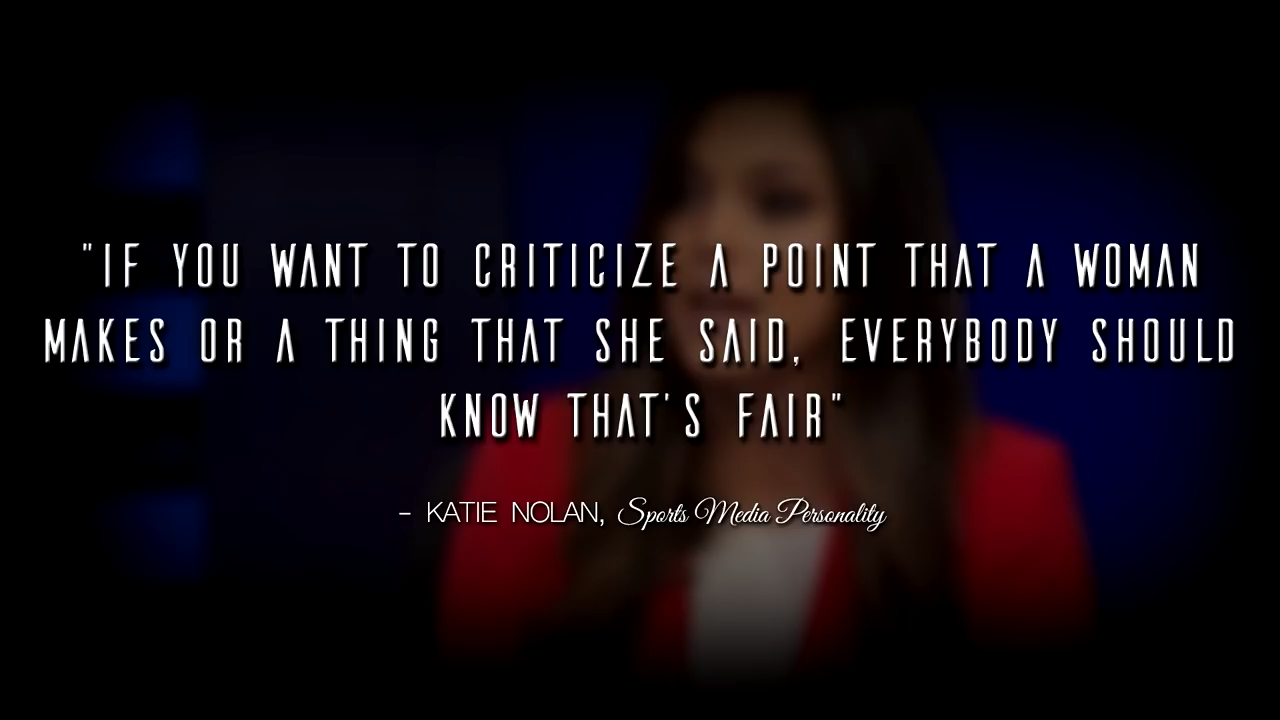 "IF YOU WANT TO CRITICIZE A POINT THAT A WOMAN
MAKES OR A THING THAT SHE SAID, EVERYBODY SHOULD
KNOW THAT'S FAIR"
- KATIE NOLAN, Sports Media Personality